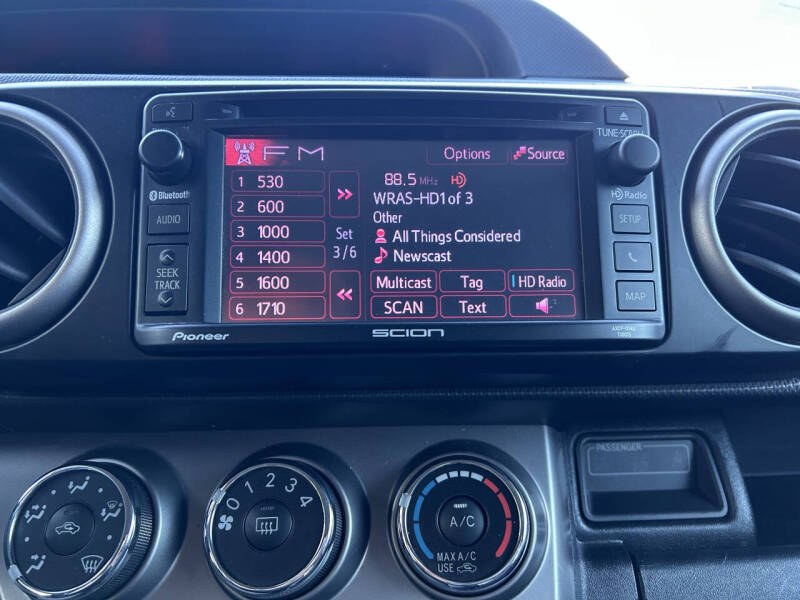 TUNE·SCROLL
FM
Options
Source
1 530
2 600
3 1000
4 1400
5 1600
6 1710
Set
3/6
88.5 MHz HD
WRAS-HD1 of 3
Other
All Things Considered
Newscast
Multicast
Tag
HD Radio
SCAN
Text
Bluetooth
AUDIO
SEEK
TRACK
HD Radio
SETUP
MAP
Pioneer
SCION
PASSENGER
0 1 2 3 4
A/C
MAX A/C
USE